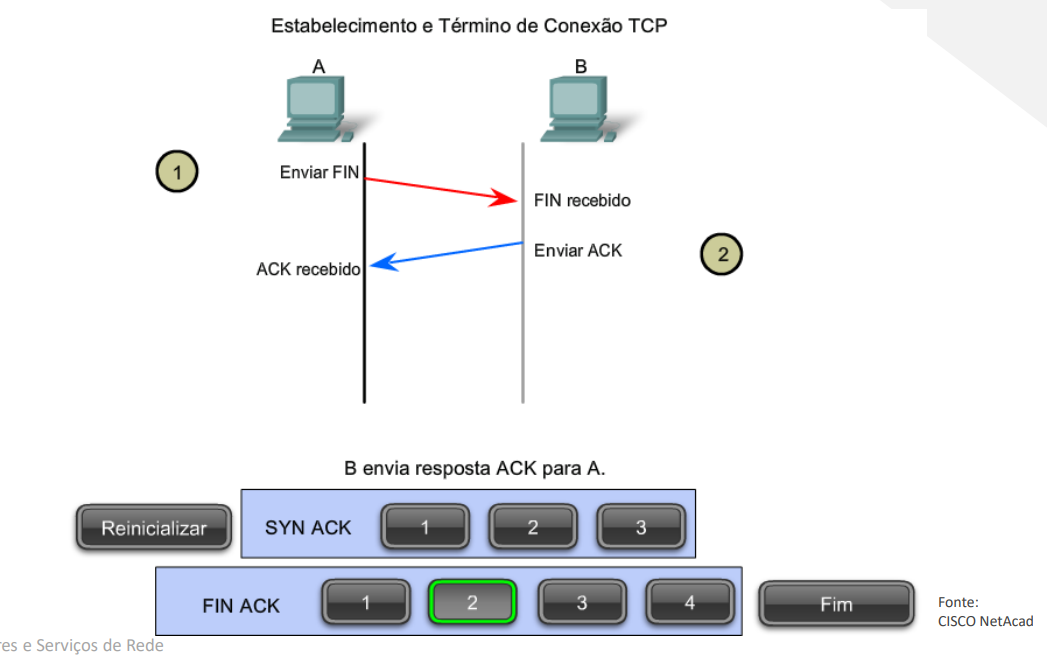 Estabelecimento e Término de Conexão TCP
A
B
1
Enviar FIN
FIN recebido
Enviar ACK
2
ACK recebido
B envia resposta ACK para A.
Reinicializar
SYN ACK
1
2
3
FIN ACK
1
2
3
4
Fim
Fonte:
CISCO NetAcad
e Serviços de Rede